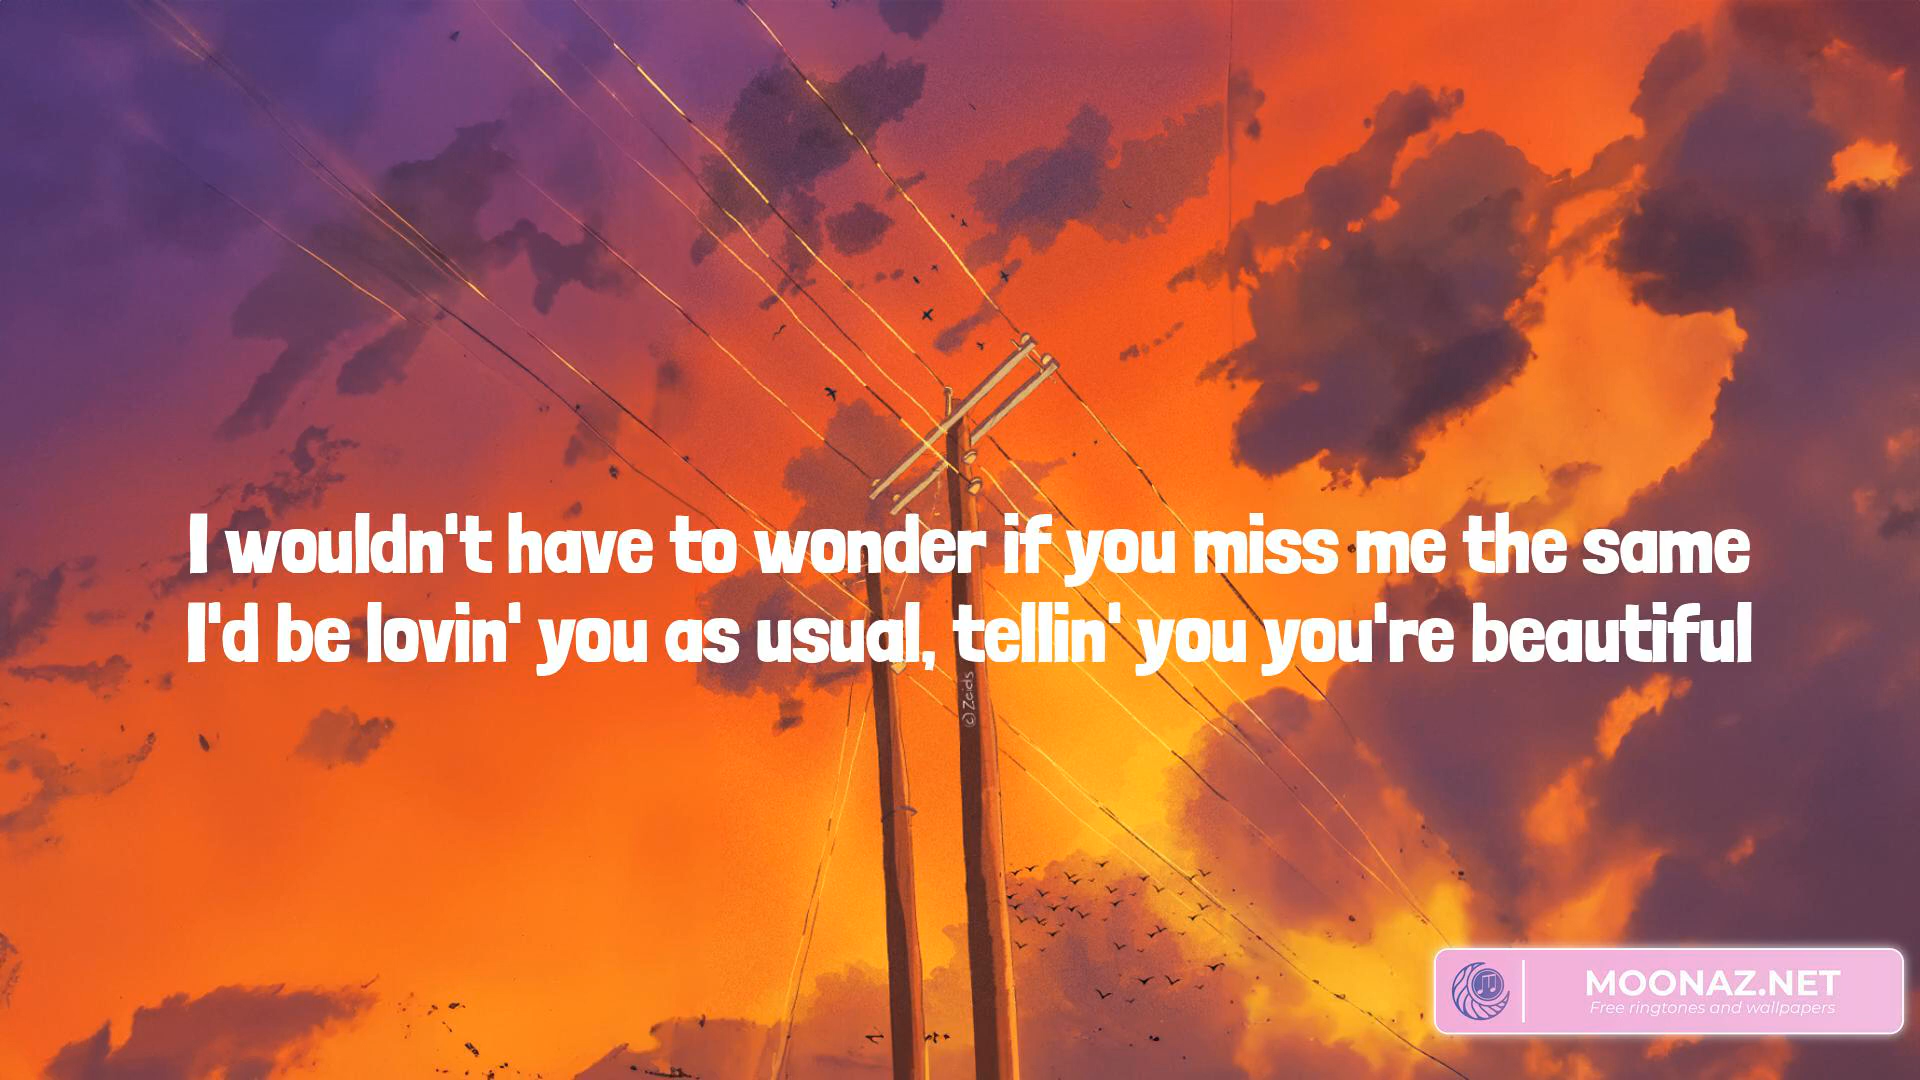 I wouldn't have to wonder if you miss me the same
I'd be lovin' you as usual, tellin' you you're beautiful
(c) Zaids
MOONAZ.NET
Free ringtones and wallpapers